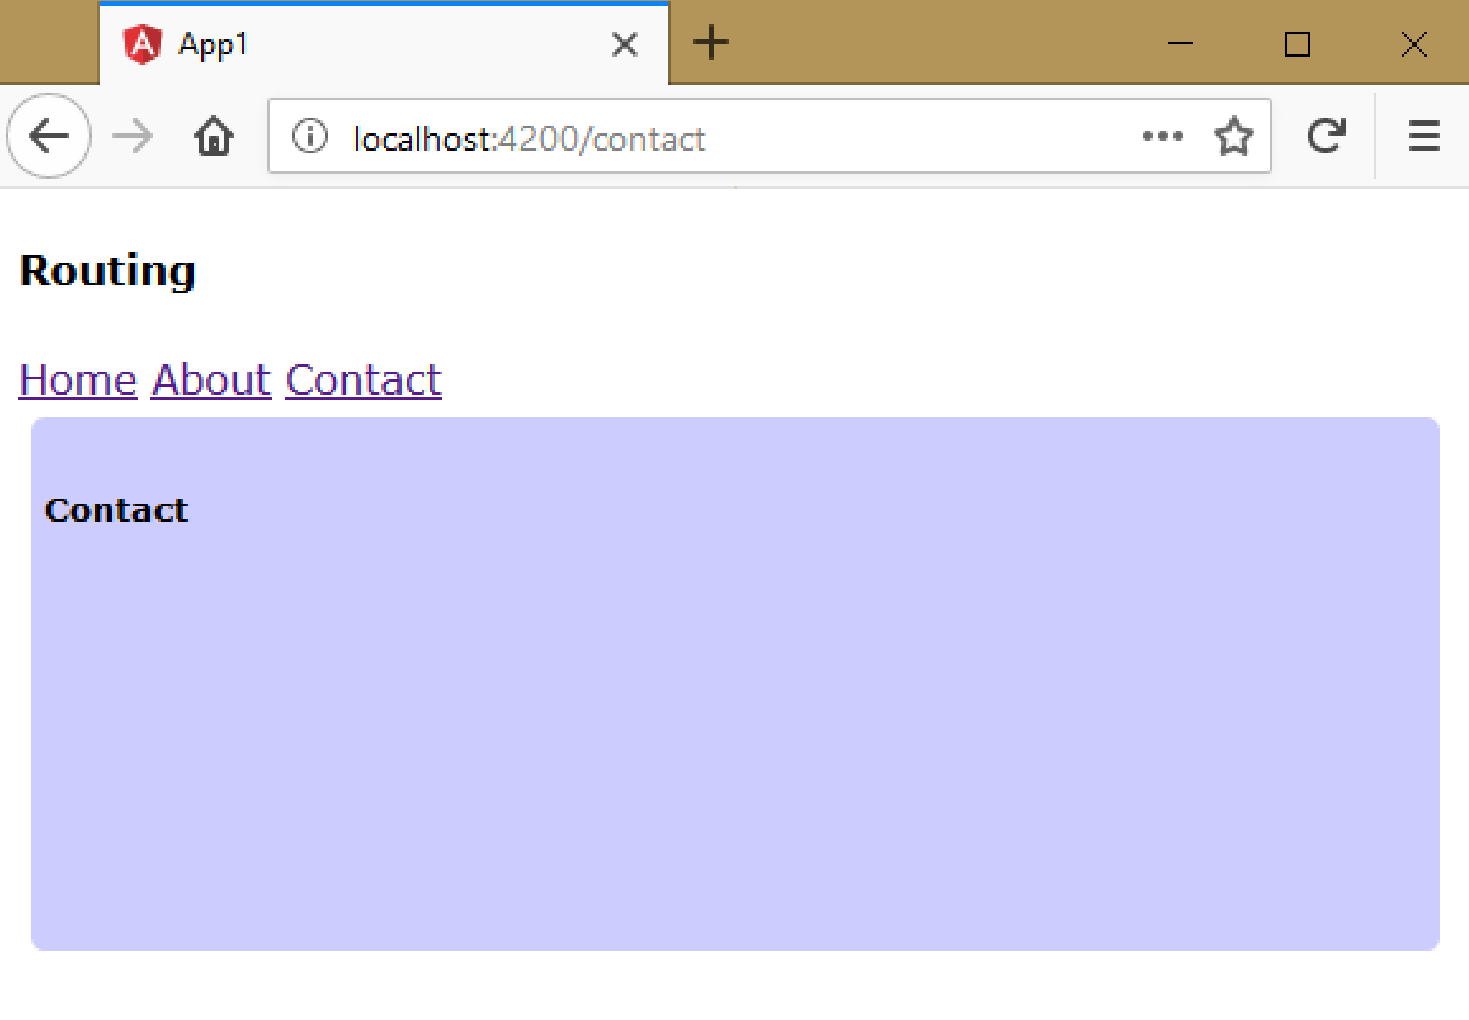 App1
localhost:4200/contact
Routing
Home About Contact
Contact